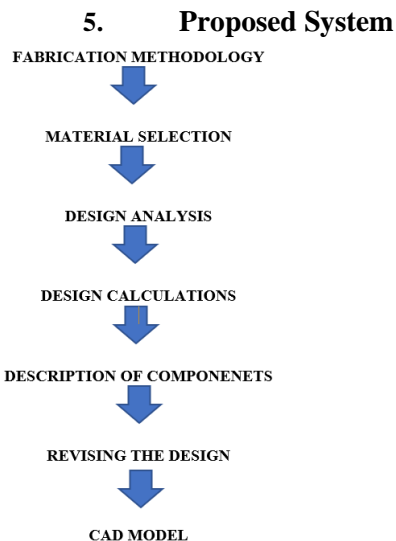 5. Proposed System
FABRICATION METHODOLOGY
MATERIAL SELECTION
DESIGN ANALYSIS
DESIGN CALCULATIONS
DESCRIPTION OF COMPONENETS
REVISING THE DESIGN
CAD MODEL